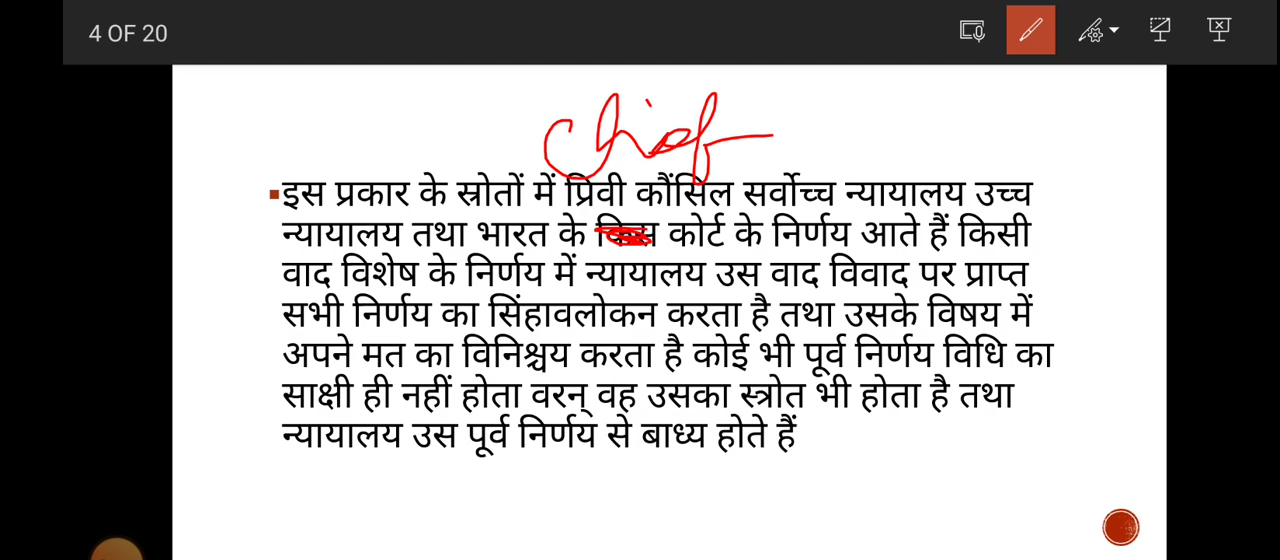 4 OF 20
Chief
इस प्रकार के स्रोतों में प्रिवी कौंसिल सर्वोच्च न्यायालय उच्च
न्यायालय तथा भारत के कोर्ट के निर्णय आते हैं किसी
वाद विशेष के निर्णय में न्यायालय उस वाद विवाद पर प्राप्त
सभी निर्णय का सिंहावलोकन करता है तथा उसके विषय में
अपने मत का विनिश्चय करता है कोई भी पूर्व निर्णय विधि का
साक्षी ही नहीं होता वरन् वह उसका स्त्रोत भी होता है तथा
न्यायालय उस पूर्व निर्णय से बाध्य होते हैं